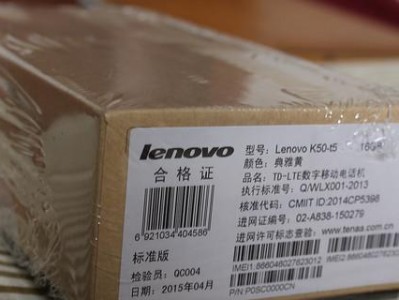 lenovo
合格证
6 921034 404586
标准版
检验员: QC004
日期: 2015年04月
型号: Lenovo K50-t5 16GA
颜色: 典雅黄
品名: TD-LTE数字移动电话机
执行标准号: Q/WLX001-2013
核准代码: CMIIT ID:2014CP5398
进网证号: 02-A838-150279
进网许可标志查验: www.tenaa.com.cn
IMEI1:866046027623012
P/N:P0SC0000CN